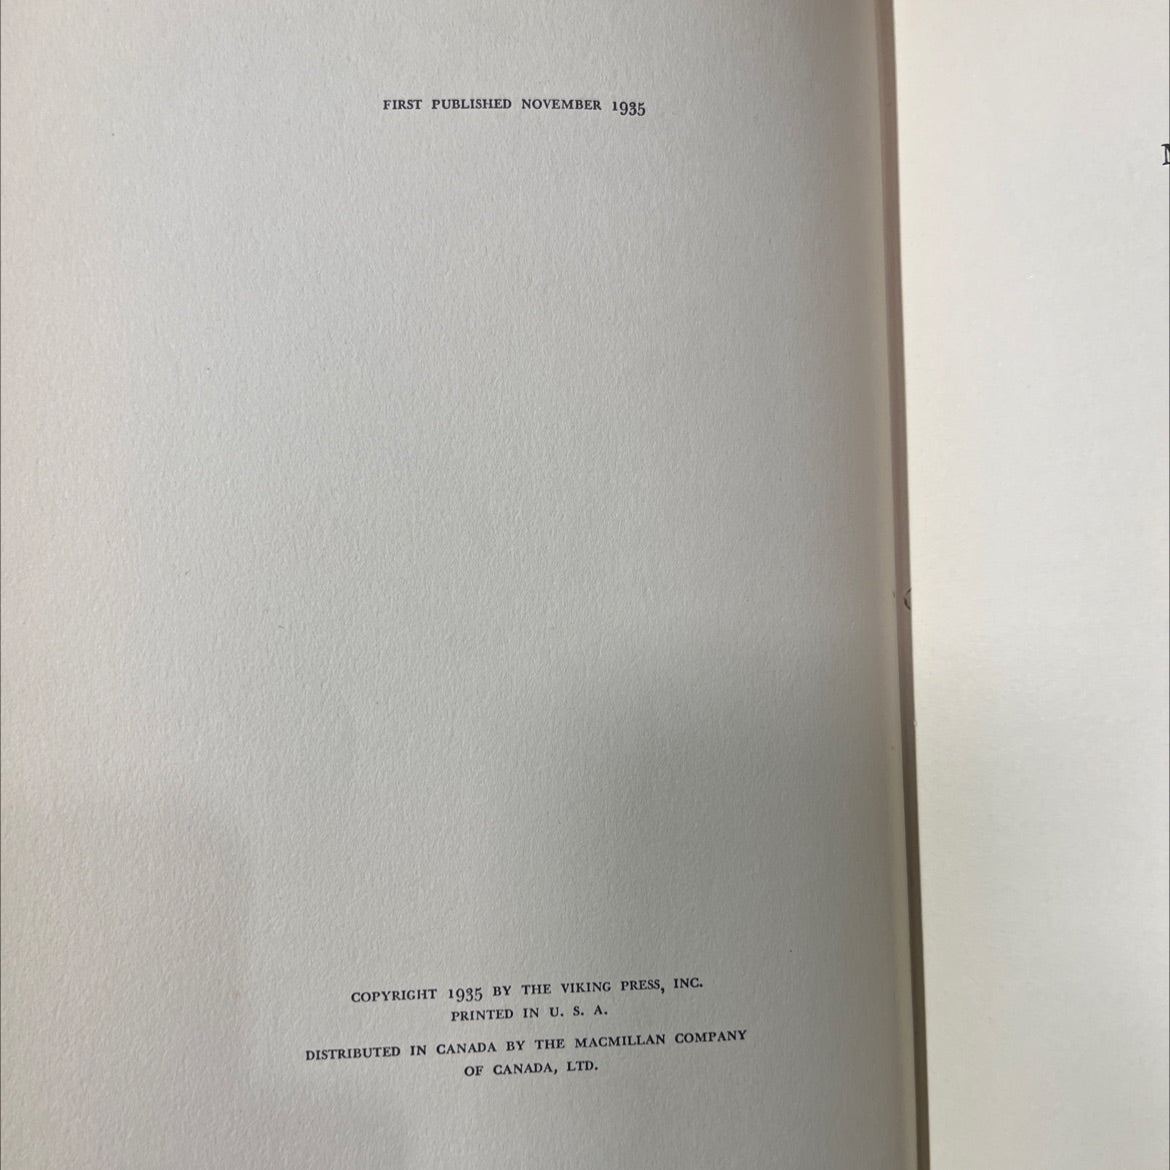 FIRST PUBLISHED NOVEMBER 1935
COPYRIGHT 1935 BY THE VIKING PRESS, INC.
PRINTED IN U. S. A.
DISTRIBUTED IN CANADA BY THE MACMILLAN COMPANY
OF CANADA, LTD.